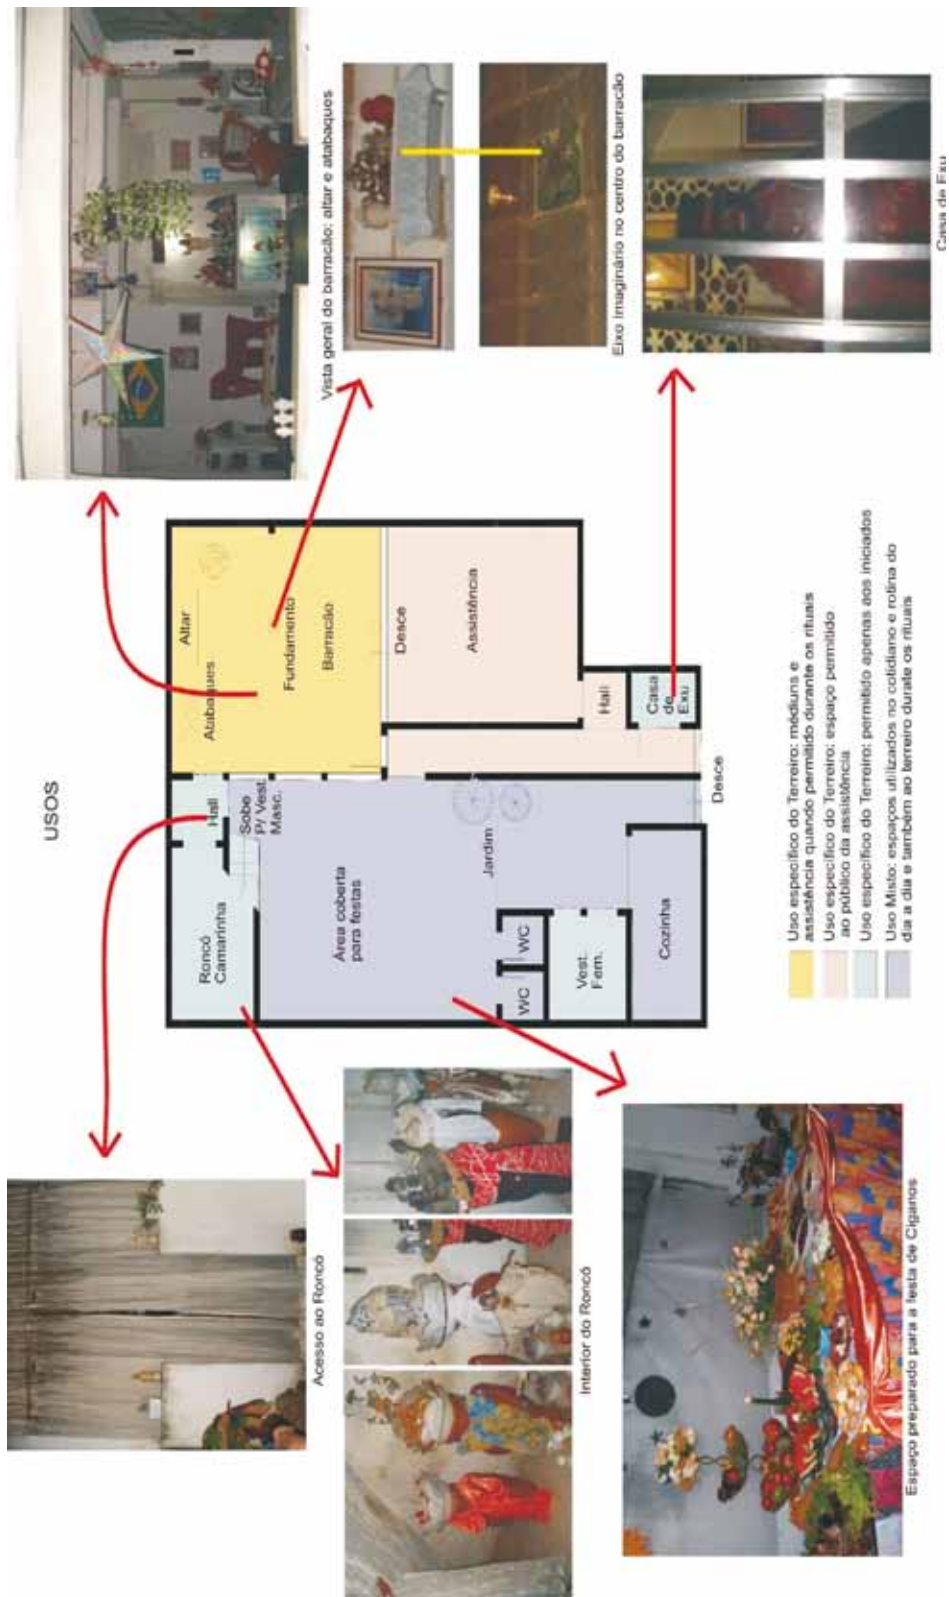 USOS
Acesso ao Roncó
Interior do Roncó
Espaço preparado para a festa de Ciganos
Roncó
Camarinha
Hall
Sobe
P/ Vest.
Masc.
Área coberta
para festas
WC
WC
Vest.
Fem.
Cozinha
Jardim
Atabaques
Altar
Fundamento
Barracão
Desce
Assistência
Hall
Casa
de
Exu
Desce
Vista geral do barracão: altar e atabaques
Eixo imaginário no centro do barracão
Casa de Exu
Uso específico do Terreiro: médiuns e
assistência quando permitido durante os rituais
Uso específico do Terreiro: espaço permitido
ao público da assistência
Uso específico do Terreiro: permitido apenas aos iniciados
Uso Misto: espaços utilizados no cotidiano e rotina do
dia a dia e também ao terreiro durate os rituais